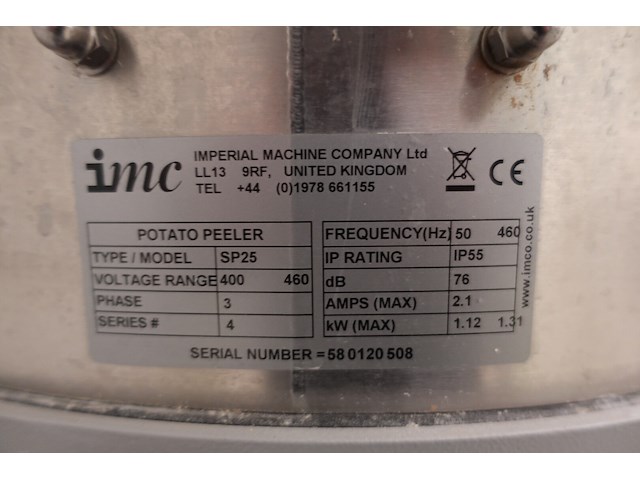 imc
IMPERIAL MACHINE COMPANY Ltd
LL13 9RF, UNITED KINGDOM
TEL +44 (0)1978 661155
CE
POTATO PEELER
TYPE / MODEL SP25
VOLTAGE RANGE 400 460
PHASE 3
SERIES # 4
FREQUENCY(Hz) 50 460
IP RATING IP55
dB 76
AMPS (MAX) 2.1
kW (MAX) 1.12 1.31
www.imco.co.uk
SERIAL NUMBER = 58 0120 508